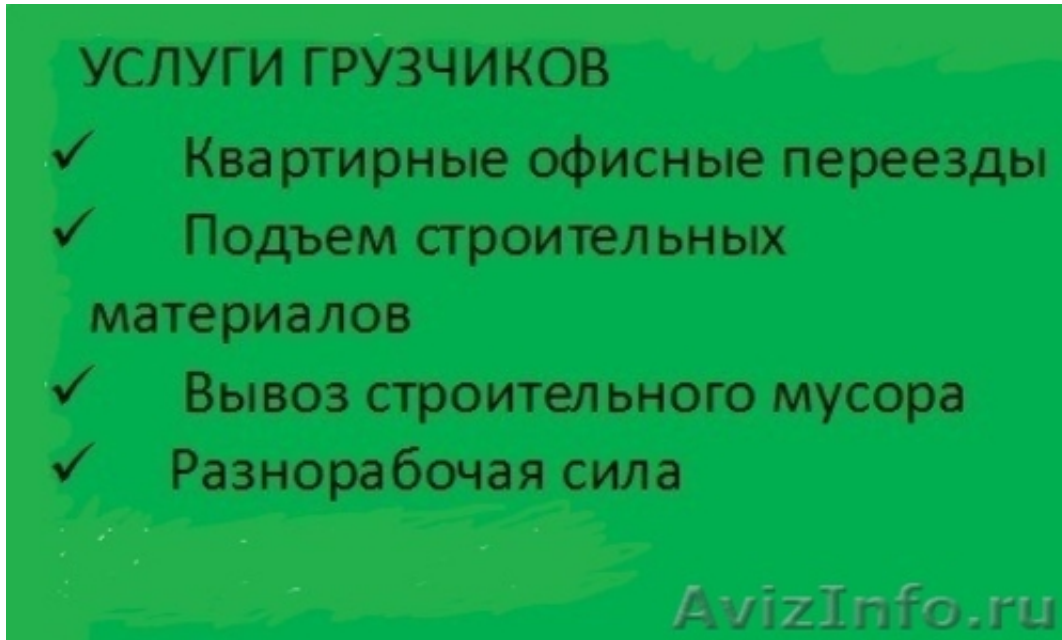 УСЛУГИ ГРУЗЧИКОВ
✓ Квартирные офисные переезды
✓ Подъем строительных
материалов
✓ Вывоз строительного мусора
✓ Разнорабочая сила
AvizInfo.ru